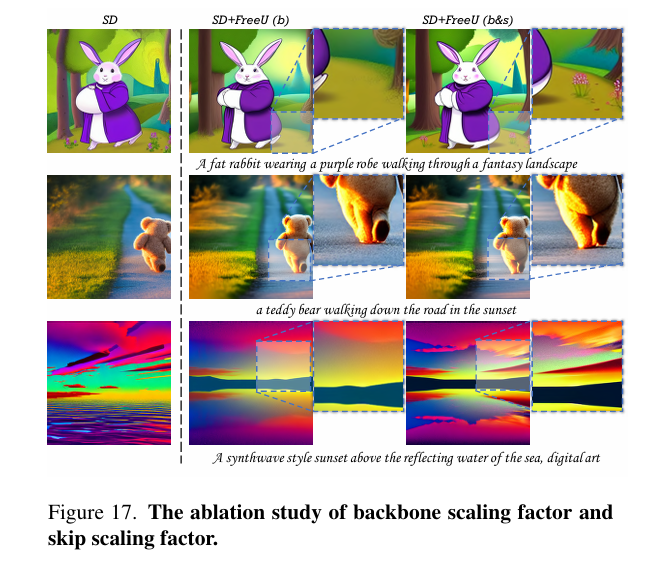 SD SD+FreeU (b) SD+FreeU (b&s)
A fat rabbit wearing a purple robe walking through a fantasy landscape
a teddy bear walking down the road in the sunset
A synthwave style sunset above the reflecting water of the sea, digital art
Figure 17. The ablation study of backbone scaling factor and
skip scaling factor.